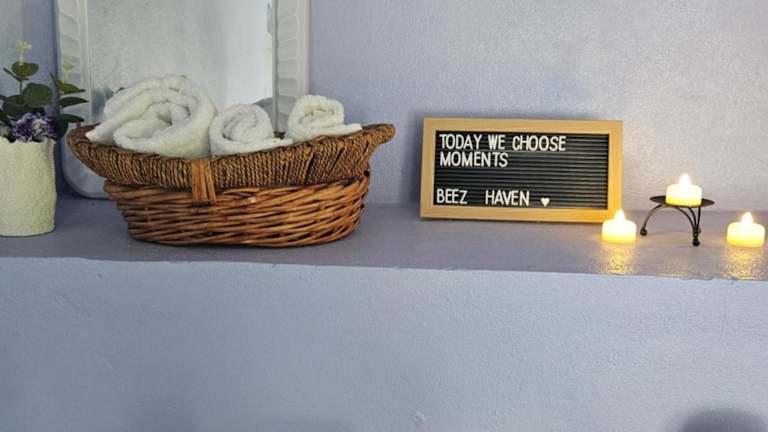 TODAY WE CHOOSE
MOMENTS
BEEZ HAVEN ♥